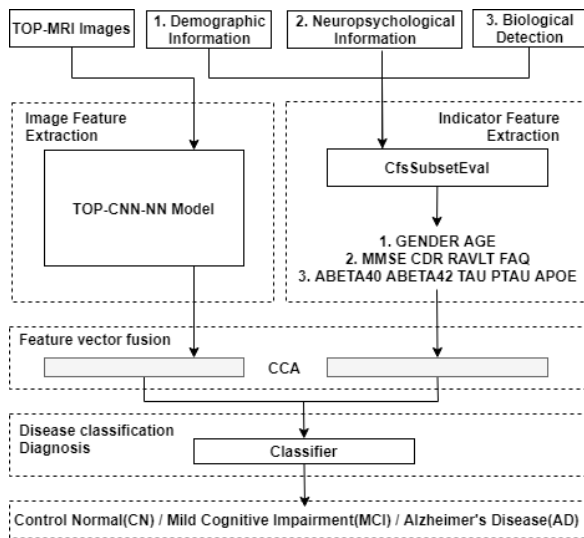 TOP-MRI Images
1. Demographic
Information
2. Neuropsychological
Information
3. Biological
Detection
Image Feature
Extraction
TOP-CNN-NN Model
Indicator Feature
Extraction
CfsSubsetEval
1. GENDER AGE
2. MMSE CDR RAVLT FAQ
3. ABETA40 ABETA42 TAU PTAU APOE
Feature vector fusion
CCA
Disease classification
Diagnosis
Classifier
Control Normal(CN) / Mild Cognitive Impairment(MCI) / Alzheimer's Disease(AD)